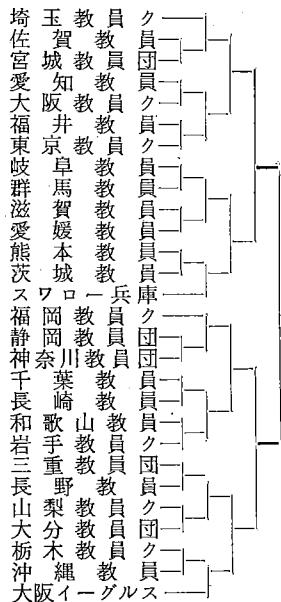 埼玉教員ク
佐賀教員
宮城教員団
愛知教員
大阪教員ク
福井教員
東京教員ク
岐阜教員
群馬教員
滋賀教員
愛媛教員
熊本教員
茨城教員
スワロー兵庫
福岡教員ク
静岡教員団
神奈川教員団
千葉教員
長崎教員
和歌山教員
岩手教員ク
三重教員団
長野教員
山梨教員ク
大分教員団
栃木教員ク
沖縄教員
大阪イーグルス